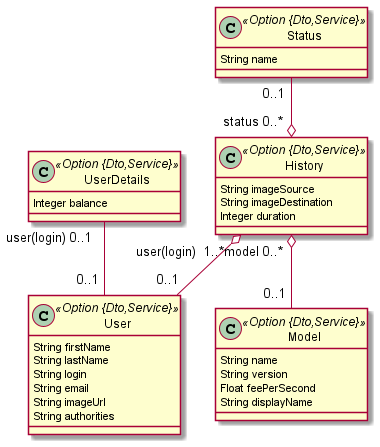 C «Option {Dto,Service}»
Status
String name
0..1
status 0..*
C «Option {Dto,Service}»
UserDetails
Integer balance
C «Option {Dto,Service}»
History
String imageSource
String imageDestination
Integer duration
user(login) 0..1
user(login) 1..*
model 0..*
0..1
0..1
0..1
C «Option {Dto,Service}»
User
String firstName
String lastName
String login
String email
String imageUrl
String authorities
C «Option {Dto,Service}»
Model
String name
String version
Float feePerSecond
String displayName